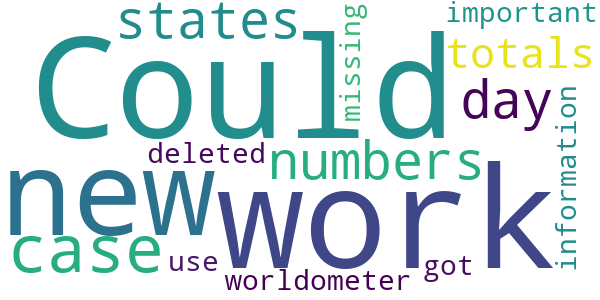 states
missing
important
Could
totals
day
information
deleted
numbers
new
work
case
use
got
worldometer